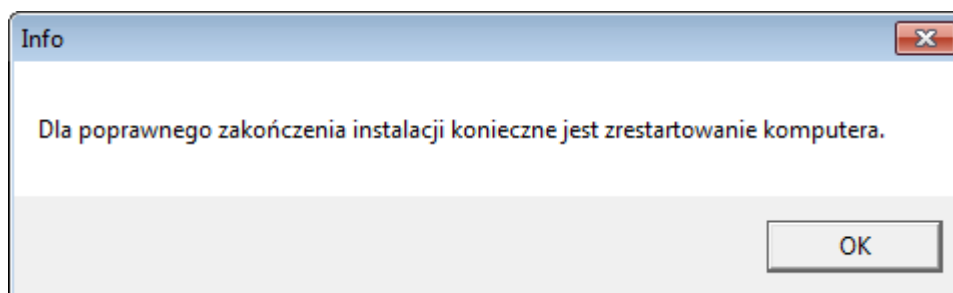 Info
Dla poprawnego zakończenia instalacji konieczne jest zrestartowanie komputera.
OK